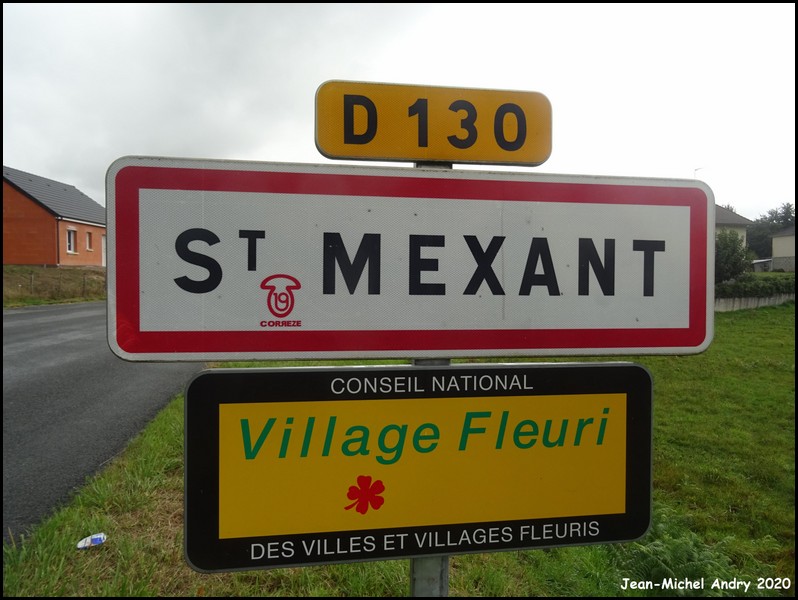 D 130
ST MEXANT
19
CORREZE
CONSEIL NATIONAL
Village Fleuri
DES VILLES ET VILLAGES FLEURIS
Jean-Michel Andry 2020